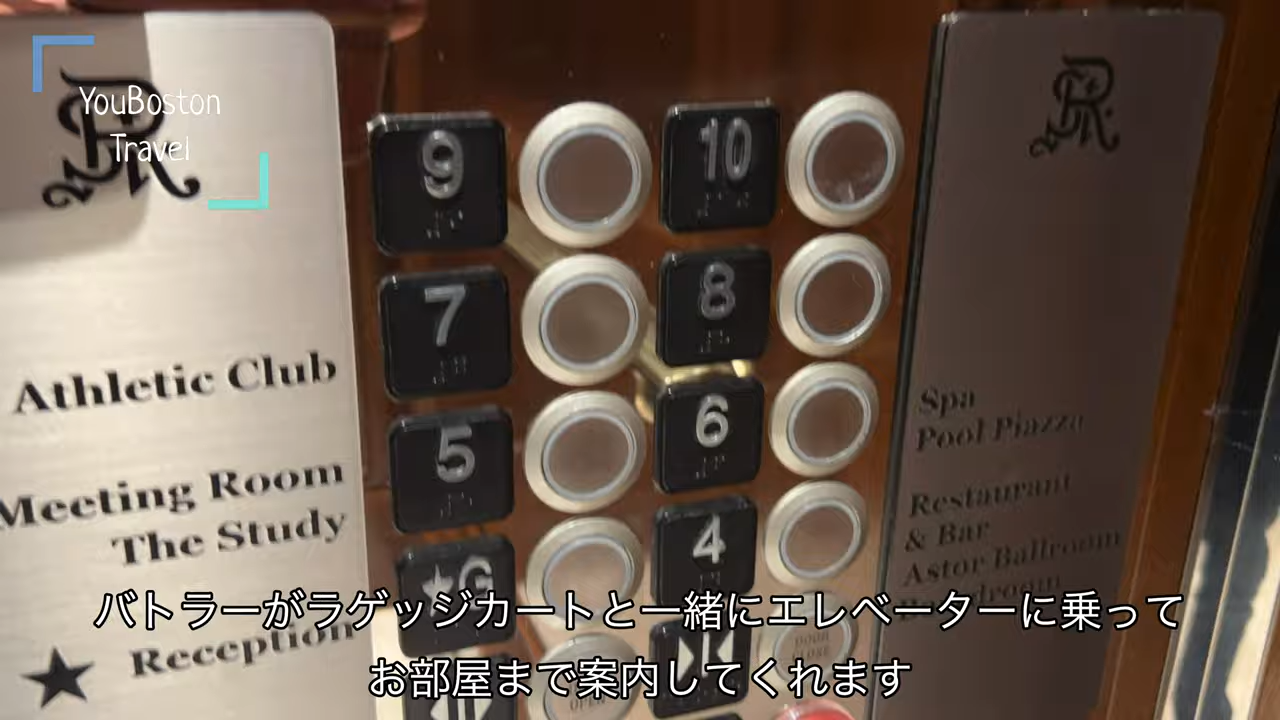 YouBoston
Travel
9
10
7
8
Athletic Club
Spa
Pool Piazza
5
6
Meeting Room
The Study
Restaurant
& Bar
Astor Ballroom
★G
4
Reception
DOOR
CLOSE
OPEN
バトラーがラゲッジカートと一緒にエレベーターに乗って
お部屋まで案内してくれます